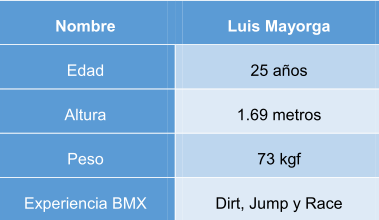 Nombre Luis Mayorga
Edad 25 años
Altura 1.69 metros
Peso 73 kgf
Experiencia BMX Dirt, Jump y Race